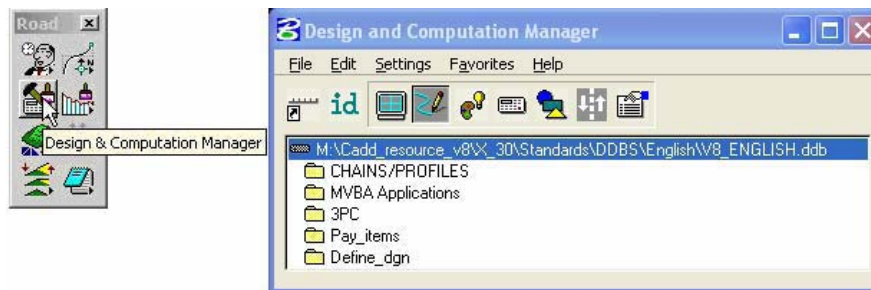 Road
Design & Computation Manager
Design and Computation Manager
File Edit Settings Favorites Help
id
M:\Cadd_resource_v8\X_30\Standards\DDBS\English\V8_ENGLISH.ddb
CHAINS/PROFILES
MVBA Applications
3PC
Pay_items
Define_dgn